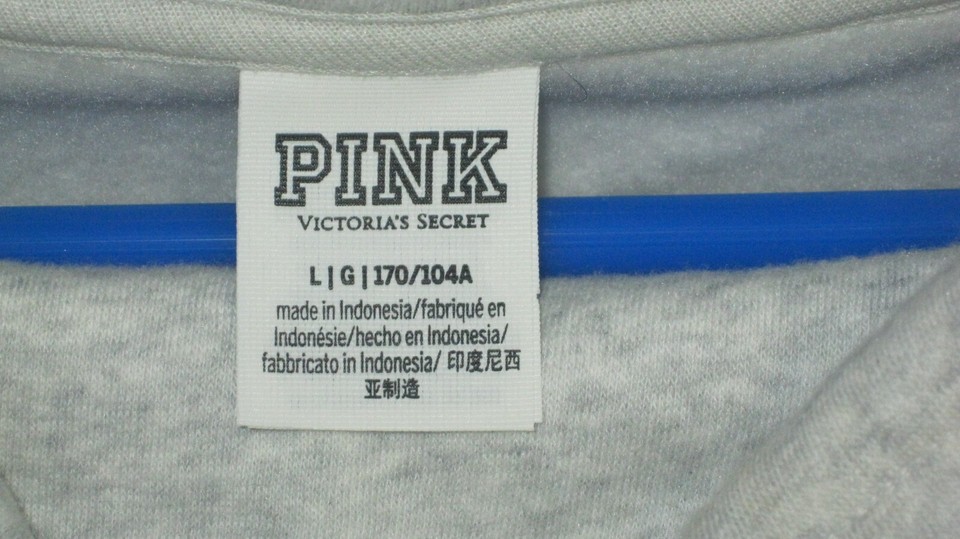 PINK
VICTORIA'S SECRET
L | G | 170/104A
made in Indonesia/fabriqué en
Indonésie/hecho en Indonesia/
fabbricato in Indonesia/ 印度尼西
亚制造